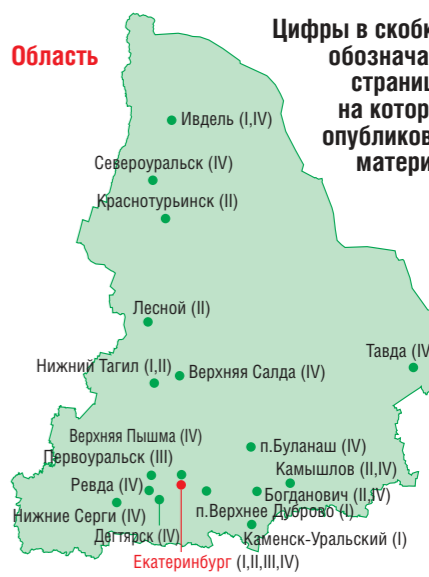 Область
Цифры в скобк
обознача
страниц
на котор
опубликов
матери
Ивдель (I,IV)
Североуральск (IV)
Краснотурьинск (II)
Лесной (II)
Нижний Тагил (I,II)
Верхняя Салда (IV)
Тавда (IV
Верхняя Пышма (IV)
Первоуральск (III)
п.Буланаш (IV)
Камышлов (II,IV)
Ревда (IV)
Богданович (II,IV)
Нижние Серги (IV)
п.Верхнее Дуброво (I)
Дегтярск (IV)
Каменск-Уральский (I)
Екатеринбург (I,II,III,IV)